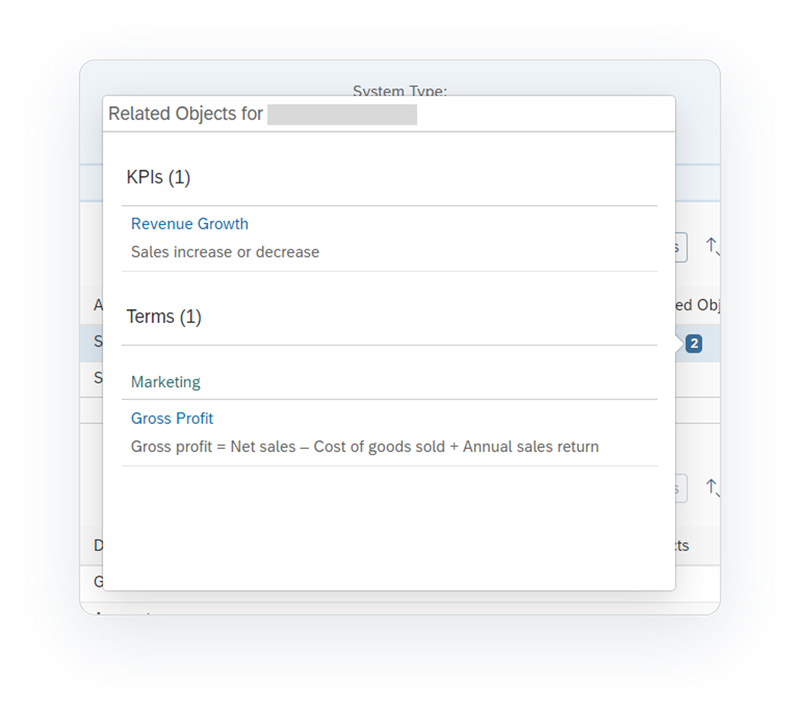 System Type:
Related Objects for
KPIs (1)
Revenue Growth
Sales increase or decrease
Terms (1)
Marketing
Gross Profit
Gross profit = Net sales – Cost of goods sold + Annual sales return
A
ed Obj
S
2
S
s
s
D
cts
G